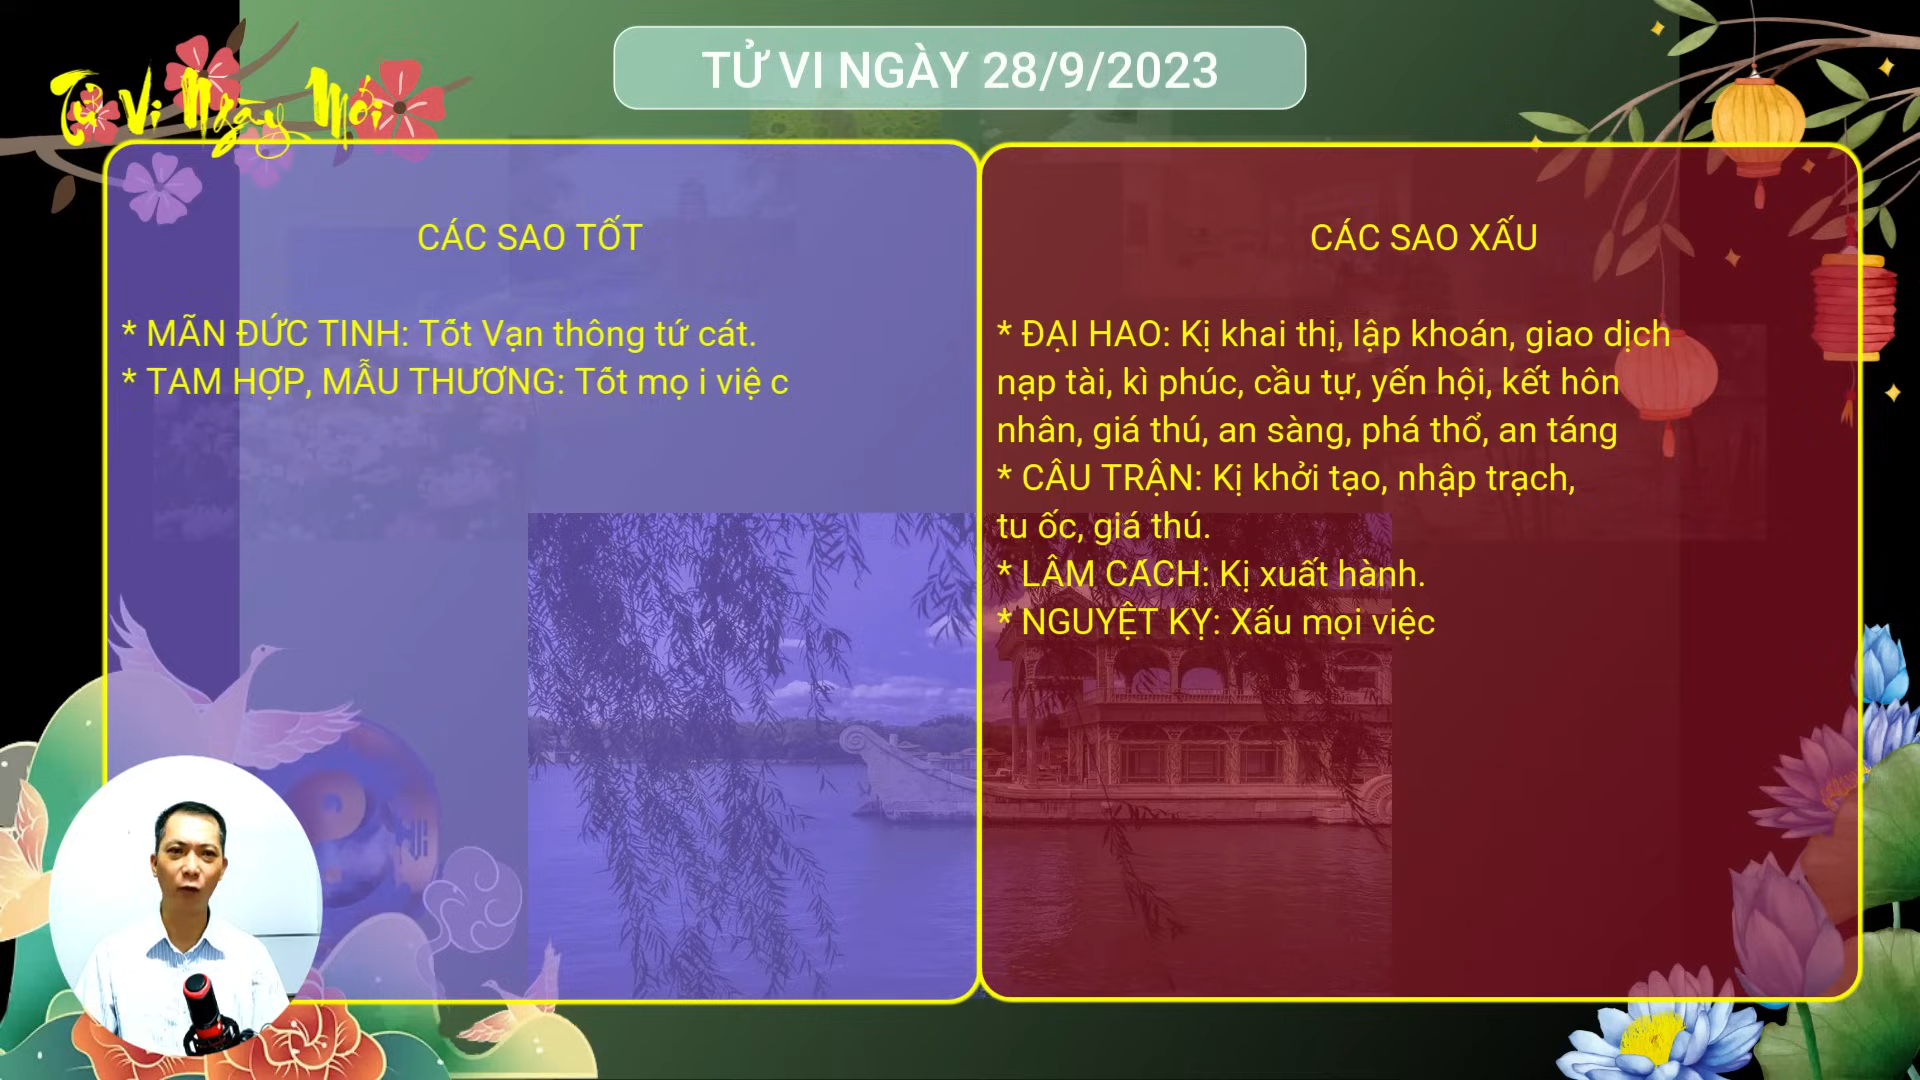 TỬ VI NGÀY 28/9/2023
Tử Vi Ngày Mới
CÁC SAO TỐT
* MÃN ĐỨC TINH: Tốt Vạn thông tứ cát.
* TAM HỢP, MẪU THƯƠNG: Tốt mọ i việ c
CÁC SAO XẤU
* ĐẠI HAO: Kị khai thị, lập khoán, giao dịch
nạp tài, kì phúc, cầu tự, yến hội, kết hôn
nhân, giá thú, an sàng, phá thổ, an táng
* CÂU TRẬN: Kị khởi tạo, nhập trạch,
tu ốc, giá thú.
* LÂM CÁCH: Kị xuất hành.
* NGUYỆT KỴ: Xấu mọi việc